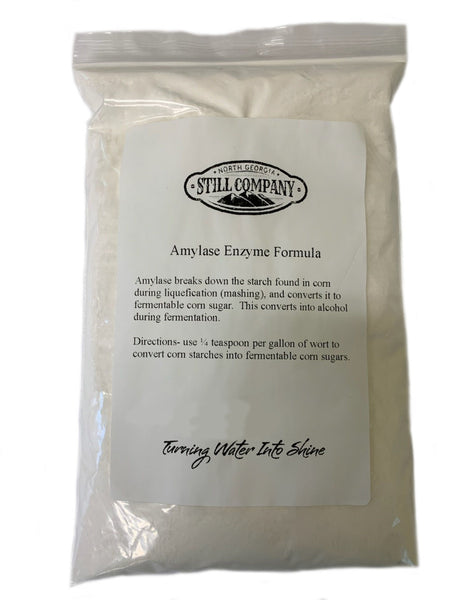 NORTH GEORGIA
STILL COMPANY
Amylase Enzyme Formula
Amylase breaks down the starch found in corn
during liquefication (mashing), and converts it to
fermentable corn sugar.  This converts into alcohol
during fermentation.
Directions- use ¼ teaspoon per gallon of wort to
convert corn starches into fermentable corn sugars.
Turning Water Into Shine